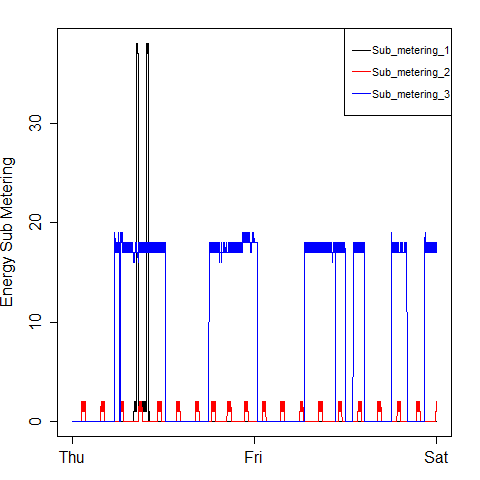 Sub_metering_1
Sub_metering_2
Sub_metering_3
Energy Sub Metering
30
20
10
0
Thu
Fri
Sat